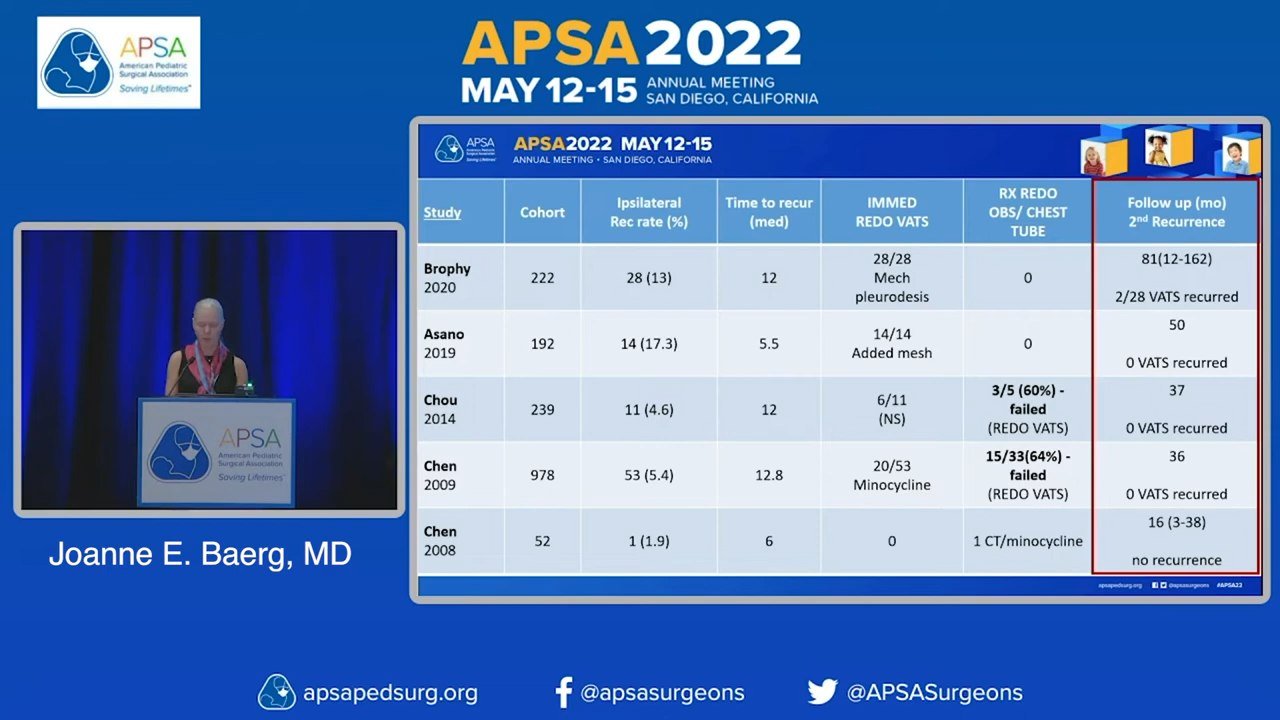 APSA
American Pediatric
Surgical Association
Saving Lifetimes
APSA 2022
MAY 12-15
ANNUAL MEETING
SAN DIEGO, CALIFORNIA
APSA
APSA2022 MAY 12-15
ANNUAL MEETING • SAN DIEGO, CALIFORNIA
Study
Cohort
Ipsilateral
Rec rate (%)
Time to recur
(med)
IMMED
REDO VATS
RX REDO
OBS/ CHEST
TUBE
Follow up (mo)
2nd Recurrence
Brophy
2020
222
28 (13)
12
28/28
Mech
pleurodesis
0
81(12-162)
2/28 VATS recurred
Asano
2019
192
14 (17.3)
5.5
14/14
Added mesh
0
50
0 VATS recurred
Chou
2014
239
11 (4.6)
12
6/11
(NS)
3/5 (60%) -
failed
(REDO VATS)
37
0 VATS recurred
Chen
2009
978
53 (5.4)
12.8
20/53
Minocycline
15/33(64%) -
failed
(REDO VATS)
36
0 VATS recurred
Chen
2008
52
1 (1.9)
6
0
1 CT/minocycline
16 (3-38)
no recurrence
apsapedsurg.org
@apsasurgeons
#APSA22
APSA
American Pediatric
Surgical Association
Saving Lifetimes
Joanne E. Baerg, MD
apsapedsurg.org
@apsasurgeons
@APSASurgeons